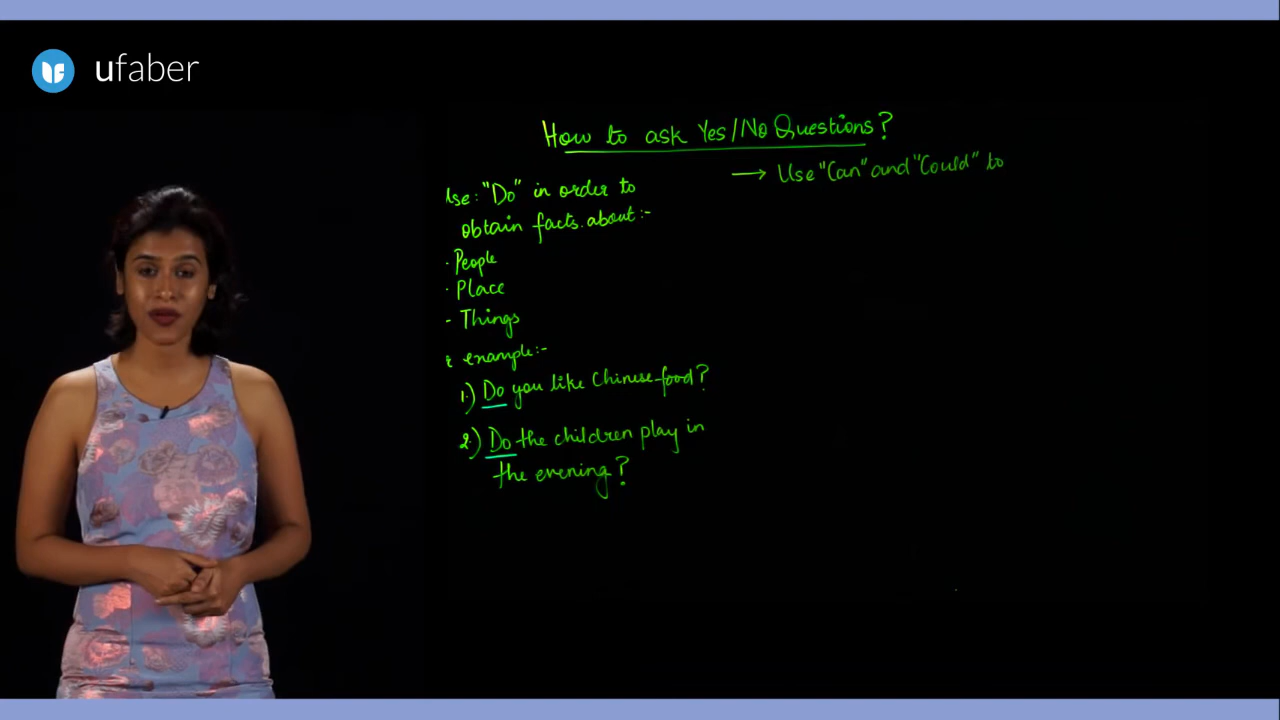 ufaber
How to ask Yes/No Questions?
Use: "Do" in order to
obtain facts about :-
· People
· Place
- Things
example:-
1.) Do you like Chinese food?
2.) Do the children play in
the evening?
→ Use "Can" and "Could" to